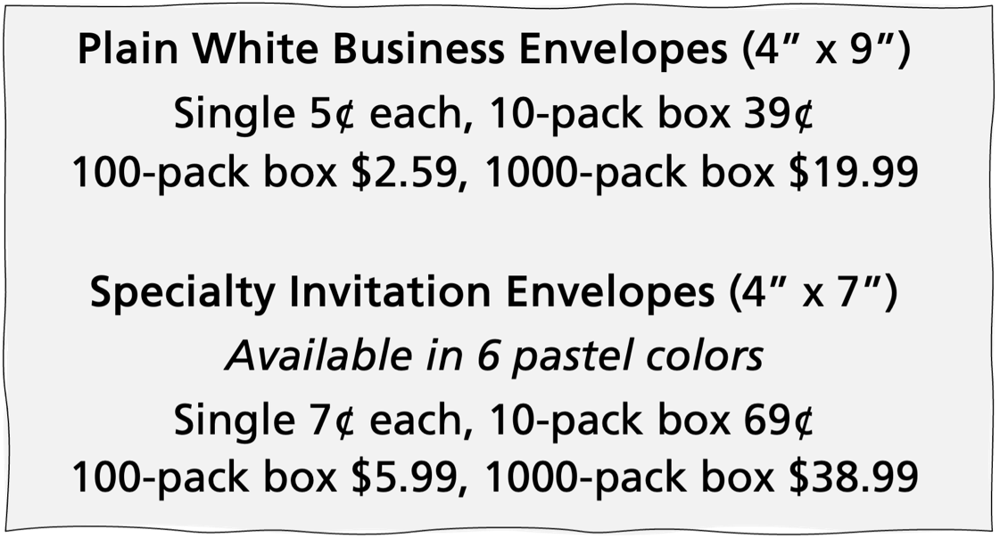 Plain White Business Envelopes (4″ x 9″)
Single 5¢ each, 10-pack box 39¢
100-pack box $2.59, 1000-pack box $19.99
Specialty Invitation Envelopes (4″ x 7″)
Available in 6 pastel colors
Single 7¢ each, 10-pack box 69¢
100-pack box $5.99, 1000-pack box $38.99